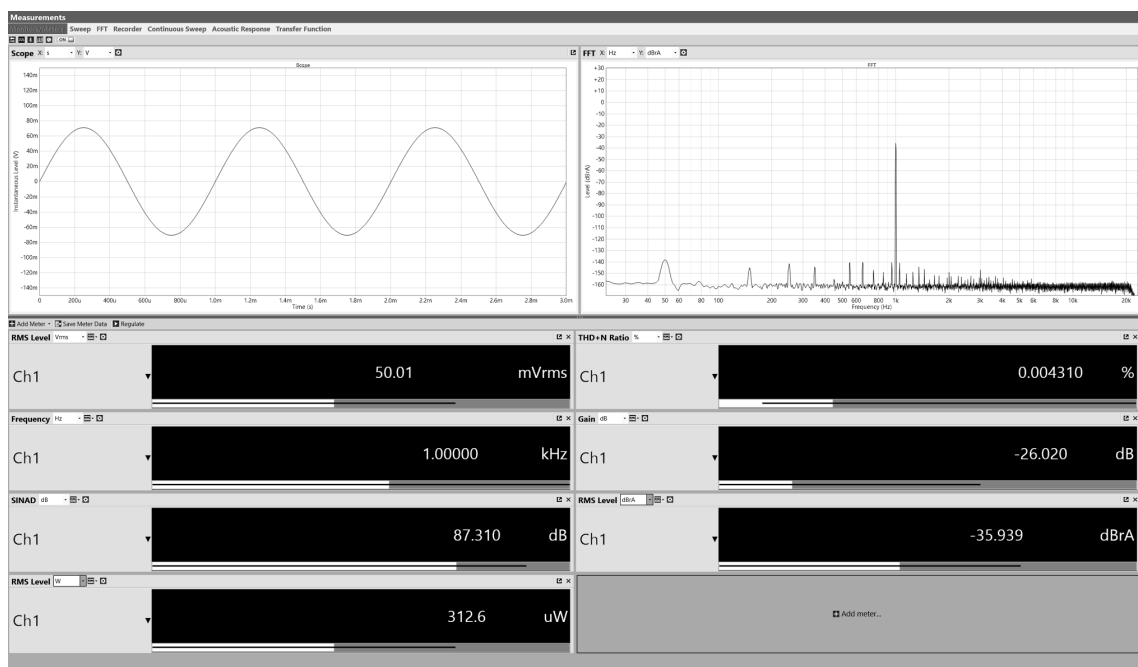 Measurements
Sweep FFT Recorder Continuous Sweep Acoustic Response Transfer Function
ON
Scope X: s Y: V
Scope
140m
120m
100m
80m
60m
40m
20m
0
-20m
-40m
-60m
-80m
-100m
-120m
-140m
Instantaneous Level (V)
0 200u 400u 600u 800u 1.0m 1.2m 1.4m 1.6m 1.8m 2.0m 2.2m 2.4m 2.6m 2.8m 3.0m
Time (s)
FFT X: Hz Y: dBrA
FFT
+30
+20
+10
0
-10
-20
-30
-40
-50
-60
-70
-80
-90
-100
-110
-120
-130
-140
-150
-160
Level (dBrA)
30 40 50 60 80 100 200 300 400 500 600 800 1k 2k 3k 4k 5k 6k 8k 10k 20k
Frequency (Hz)
Add Meter Save Meter Data Regulate
RMS Level Vrms
Ch1 50.01 mVrms
THD+N Ratio %
Ch1 0.004310 %
Frequency Hz
Ch1 1.00000 kHz
Gain dB
Ch1 -26.020 dB
SINAD dB
Ch1 87.310 dB
RMS Level dBrA
Ch1 -35.939 dBrA
RMS Level W
Ch1 312.6 uW
Add meter...